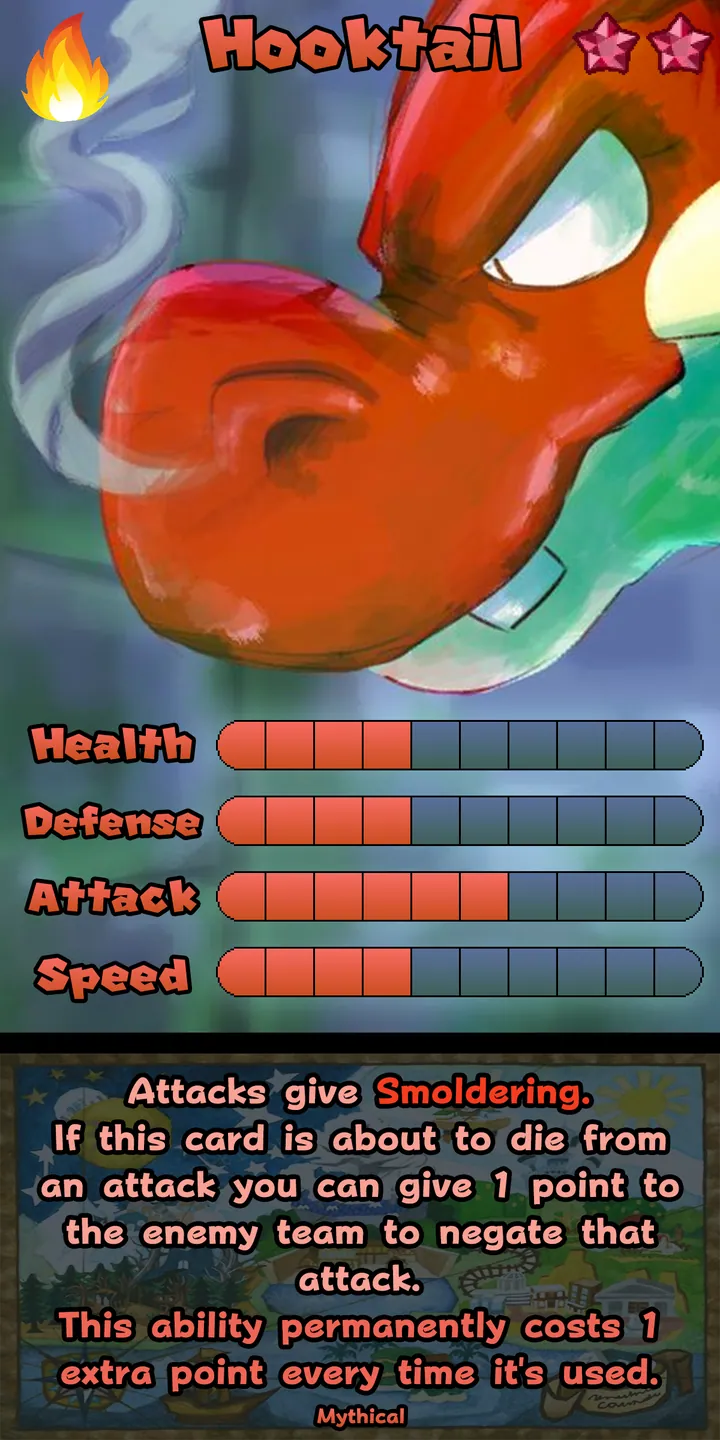 Hooktail
Health
Defense
Attack
Speed
Attacks give Smoldering.
If this card is about to die from
an attack you can give 1 point to
the enemy team to negate that
attack.
This ability permanently costs 1
extra point every time it's used.
Mythical